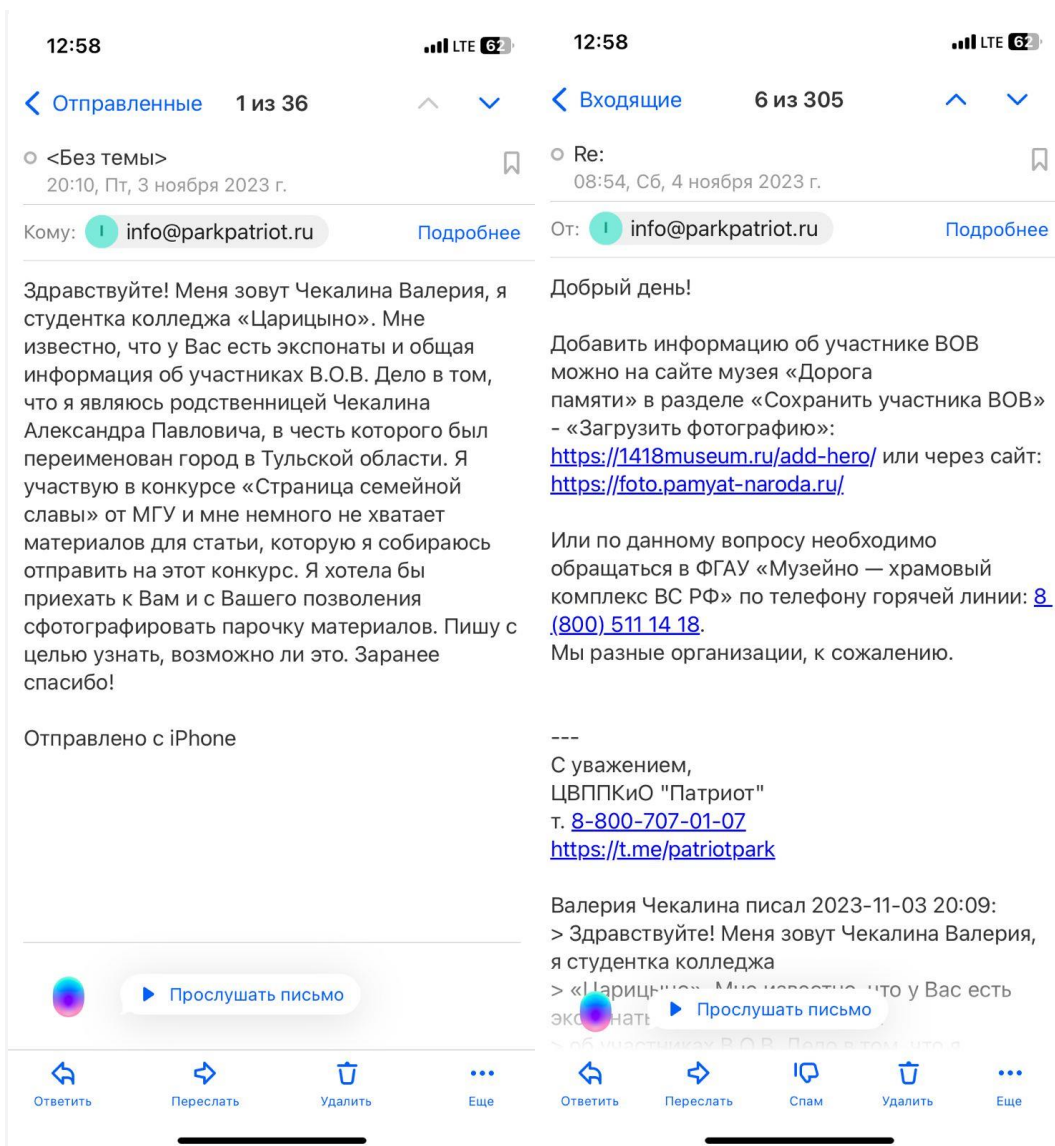 12:58
LTE 62
Отправленные 1 из 36
<Без темы>
20:10, Пт, 3 ноября 2023 г.
Кому: I info@parkpatriot.ru Подробнее
Здравствуйте! Меня зовут Чекалина Валерия, я
студентка колледжа «Царицыно». Мне
известно, что у Вас есть экспонаты и общая
информация об участниках В.О.В. Дело в том,
что я являюсь родственницей Чекалина
Александра Павловича, в честь которого был
переименован город в Тульской области. Я
участвую в конкурсе «Страница семейной
славы» от МГУ и мне немного не хватает
материалов для статьи, которую я собираюсь
отправить на этот конкурс. Я хотела бы
приехать к Вам и с Вашего позволения
сфотографировать парочку материалов. Пишу с
целью узнать, возможно ли это. Заранее
спасибо!
Отправлено с iPhone
Прослушать письмо
Ответить Переслать Удалить Еще
12:58
LTE 62
Входящие 6 из 305
Re:
08:54, Сб, 4 ноября 2023 г.
От: I info@parkpatriot.ru Подробнее
Добрый день!
Добавить информацию об участнике ВОВ
можно на сайте музея «Дорога
памяти» в разделе «Сохранить участника ВОВ»
- «Загрузить фотографию»:
https://1418museum.ru/add-hero/ или через сайт:
https://foto.pamyat-naroda.ru/
Или по данному вопросу необходимо
обращаться в ФГАУ «Музейно — храмовый
комплекс ВС РФ» по телефону горячей линии: 8
(800) 511 14 18.
Мы разные организации, к сожалению.
---
С уважением,
ЦВППКиО "Патриот"
т. 8-800-707-01-07
https://t.me/patriotpark
Валерия Чекалина писал 2023-11-03 20:09:
> Здравствуйте! Меня зовут Чекалина Валерия,
я студентка колледжа
> «Царицыно». Мне известно, что у Вас есть
Прослушать письмо
> об участниках В.О.В. Дело в том, что я
Ответить Переслать Спам Удалить Еще